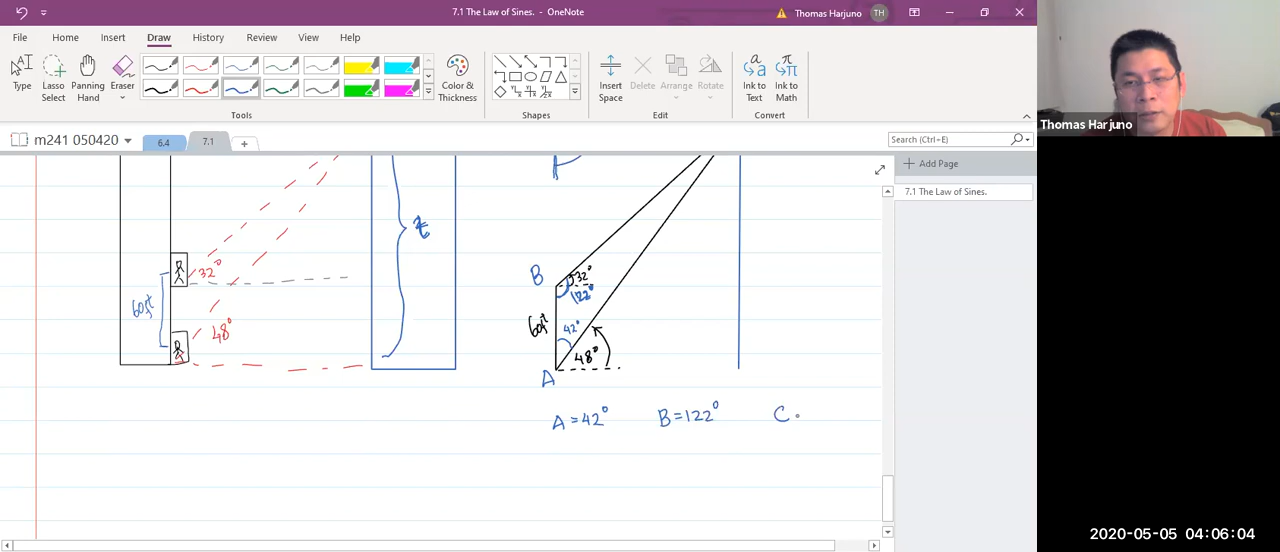 7.1 The Law of Sines. - OneNote
Thomas Harjuno
TH
File
Home
Insert
Draw
History
Review
View
Help
Type
Lasso Select
Panning Hand
Eraser
Color & Thickness
Insert Space
Delete
Arrange
Rotate
Ink to Text
Ink to Math
Tools
Shapes
Edit
Convert
m241 050420
6.4
7.1
Search (Ctrl+E)
Add Page
7.1 The Law of Sines.
Thomas Harjuno
32°
60ft
48°
B
32°
122°
60ft
42°
48°
A
A = 42° B = 122° C
2020-05-05 04:06:04